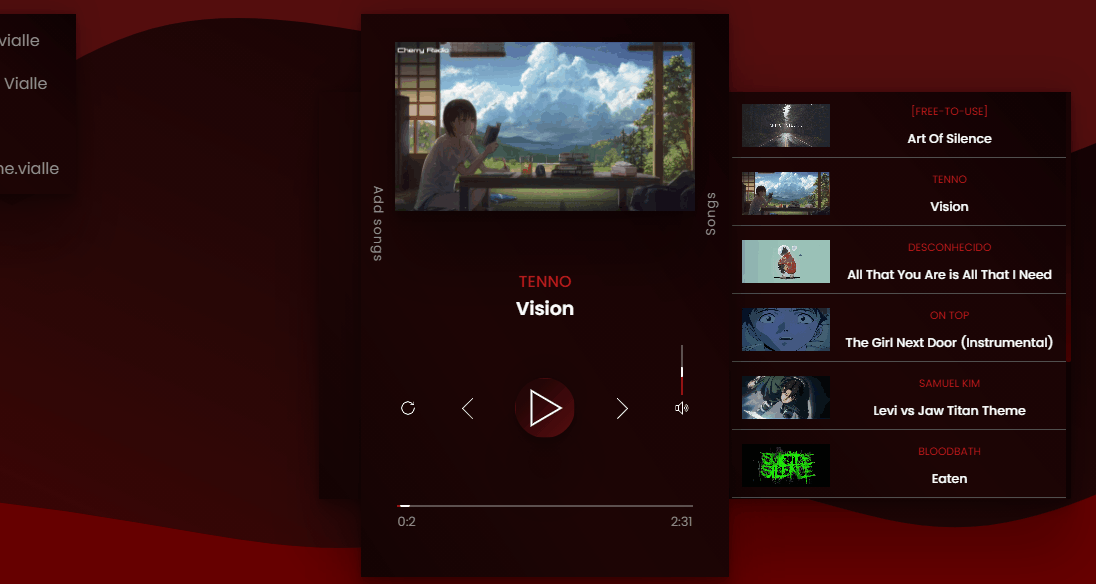 vialle
Vialle
ne.vialle
Cherry Radio
Add songs
Songs
TENNO
Vision
0:2
2:31
[FREE-TO-USE]
Art Of Silence
TENNO
Vision
DESCONHECIDO
All That You Are is All That I Need
ON TOP
The Girl Next Door (Instrumental)
SAMUEL KIM
Levi vs Jaw Titan Theme
BLOODBATH
Eaten
SUICIDE
SILENCE